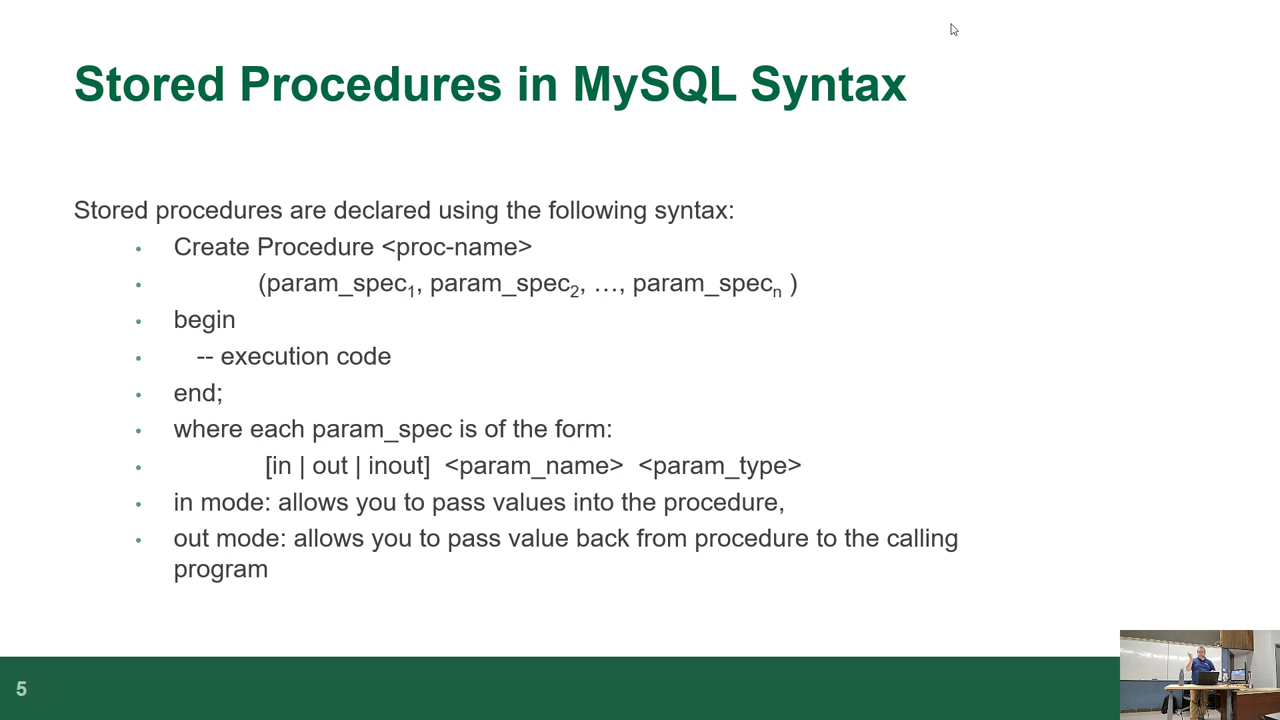 Stored Procedures in MySQL Syntax
Stored procedures are declared using the following syntax:
• Create Procedure <proc-name>
• (param_spec1, param_spec2, …, param_specn )
• begin
• -- execution code
• end;
• where each param_spec is of the form:
• [in | out | inout] <param_name> <param_type>
• in mode: allows you to pass values into the procedure,
• out mode: allows you to pass value back from procedure to the calling
program
5